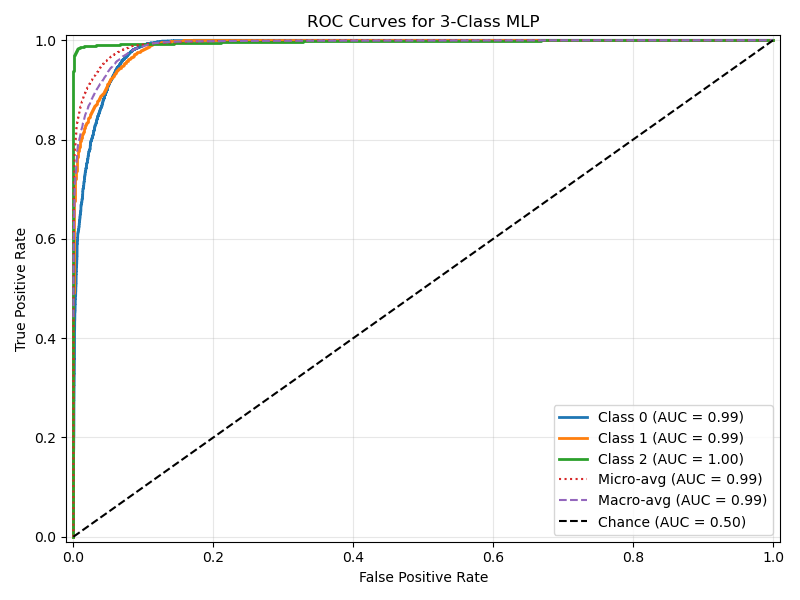 ROC Curves for 3-Class MLP
True Positive Rate
1.0
0.8
0.6
0.4
0.2
0.0
0.0 0.2 0.4 0.6 0.8 1.0
False Positive Rate
Class 0 (AUC = 0.99)
Class 1 (AUC = 0.99)
Class 2 (AUC = 1.00)
Micro-avg (AUC = 0.99)
Macro-avg (AUC = 0.99)
Chance (AUC = 0.50)